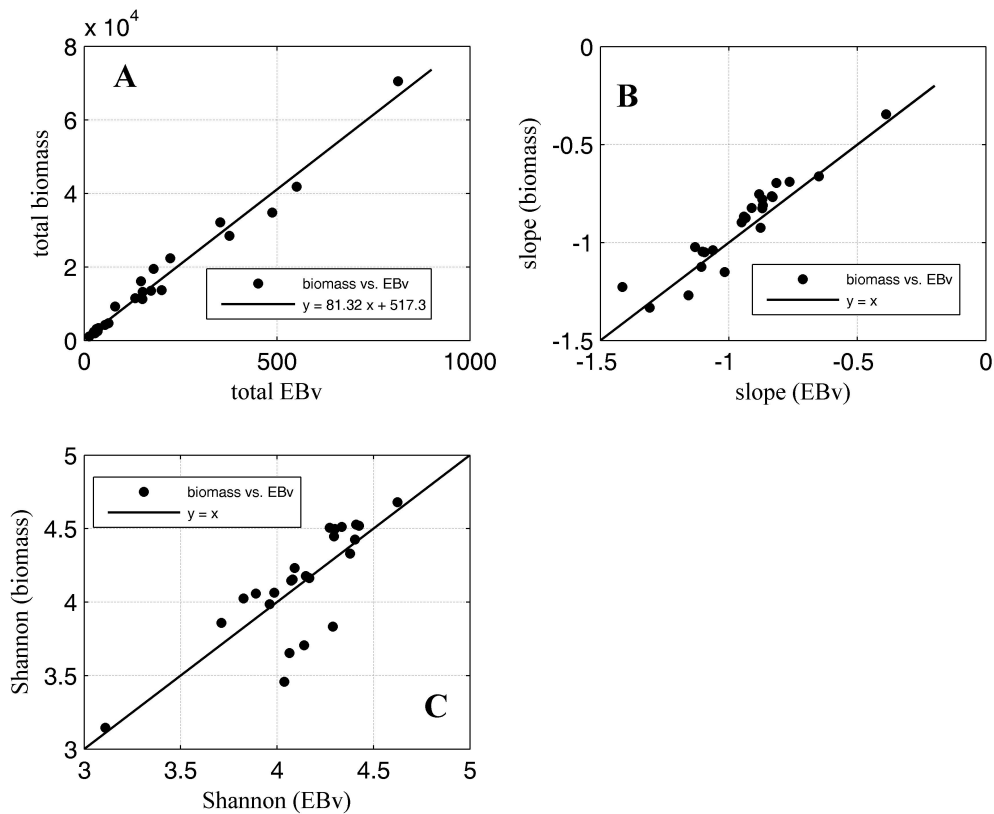 x 10^4
8
A
6
total biomass
4
2
biomass vs. EBv
y = 81.32 x + 517.3
0
0 500 1000
total EBv
0
B
-0.5
slope (biomass)
-1
biomass vs. EBv
y = x
-1.5
-1.5 -1 -0.5 0
slope (EBv)
5
biomass vs. EBv
y = x
4.5
Shannon (biomass)
4
3.5
C
3
3 3.5 4 4.5 5
Shannon (EBv)